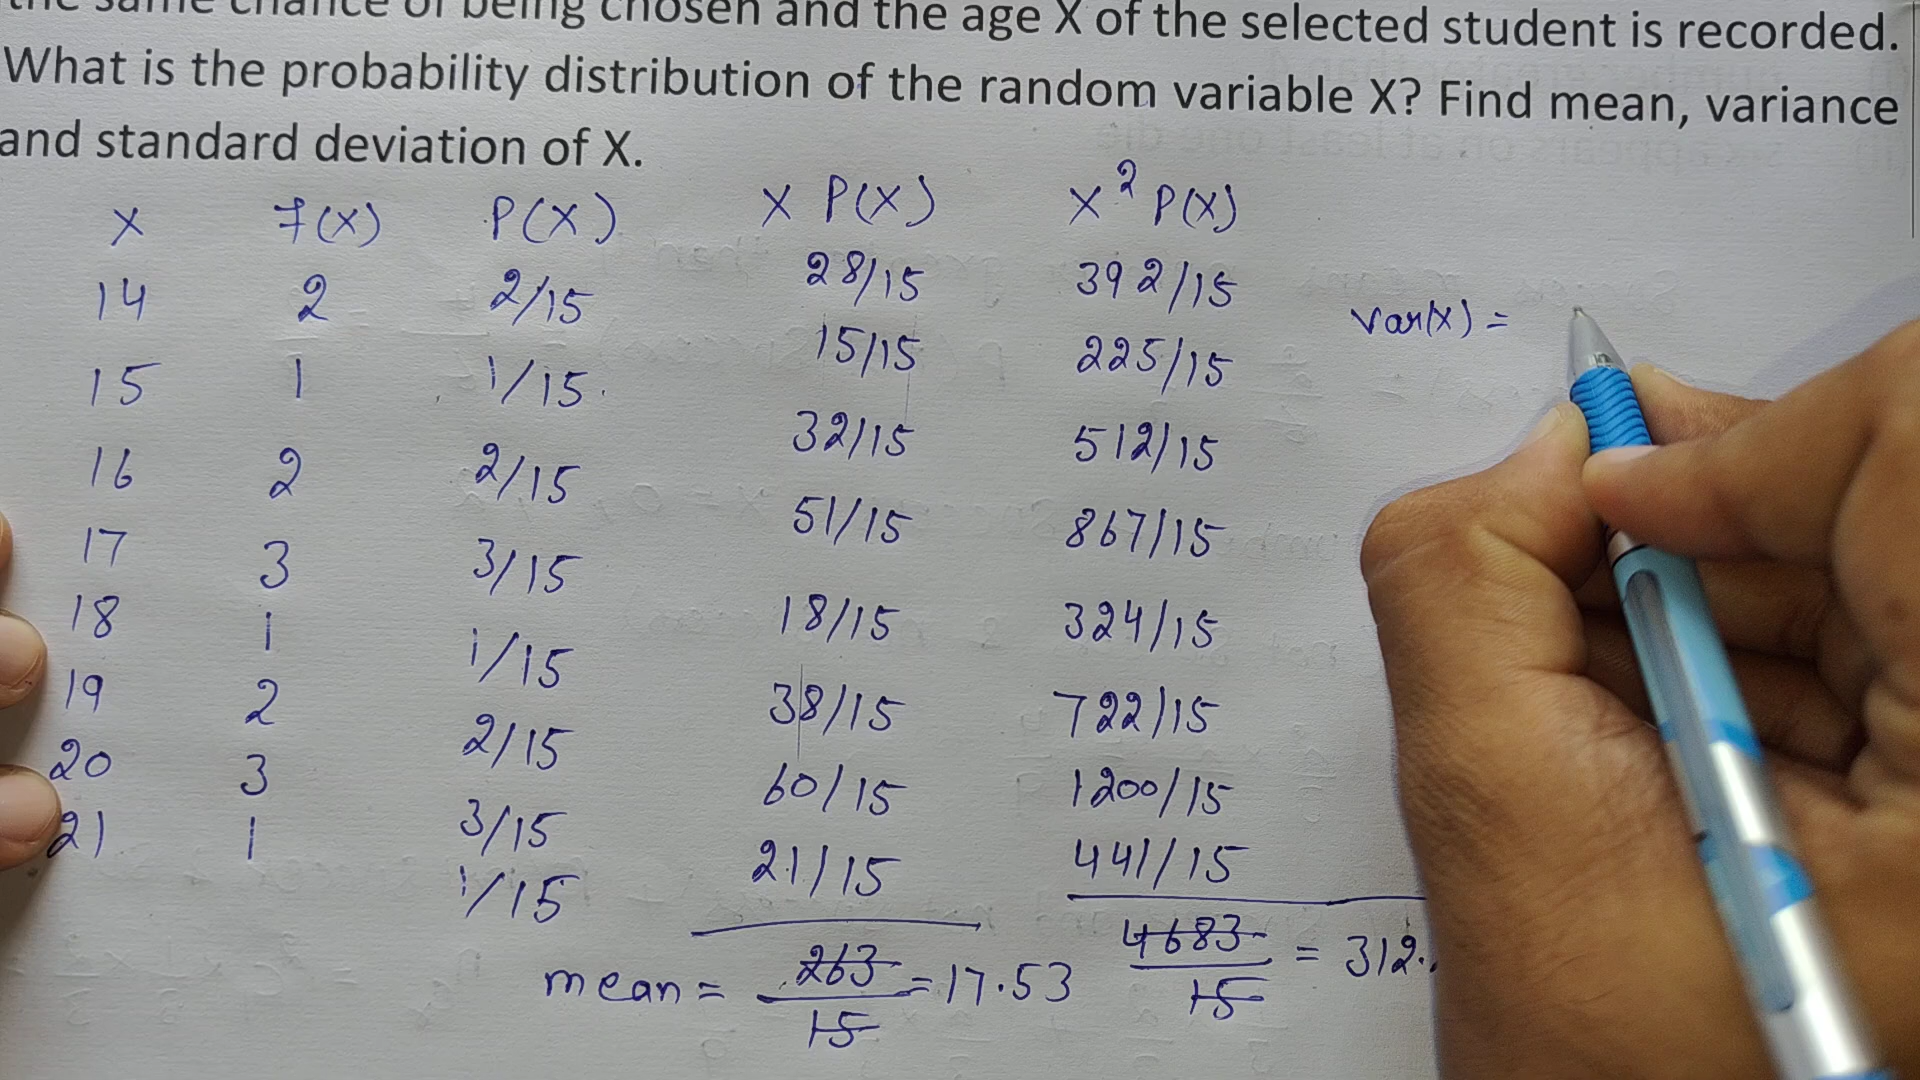 the same chance of being chosen and the age X of the selected student is recorded.
What is the probability distribution of the random variable X? Find mean, variance
and standard deviation of X.
X f(X) P(X) X P(X) X² P(X)
14 2 2/15 28/15 392/15
15 1 1/15 15/15 225/15
16 2 2/15 32/15 512/15
17 3 3/15 51/15 867/15
18 1 1/15 18/15 324/15
19 2 2/15 38/15 722/15
20 3 3/15 60/15 1200/15
21 1 1/15 21/15 441/15
mean = 263/15 = 17.53 4683/15 = 312.
Var(X) =